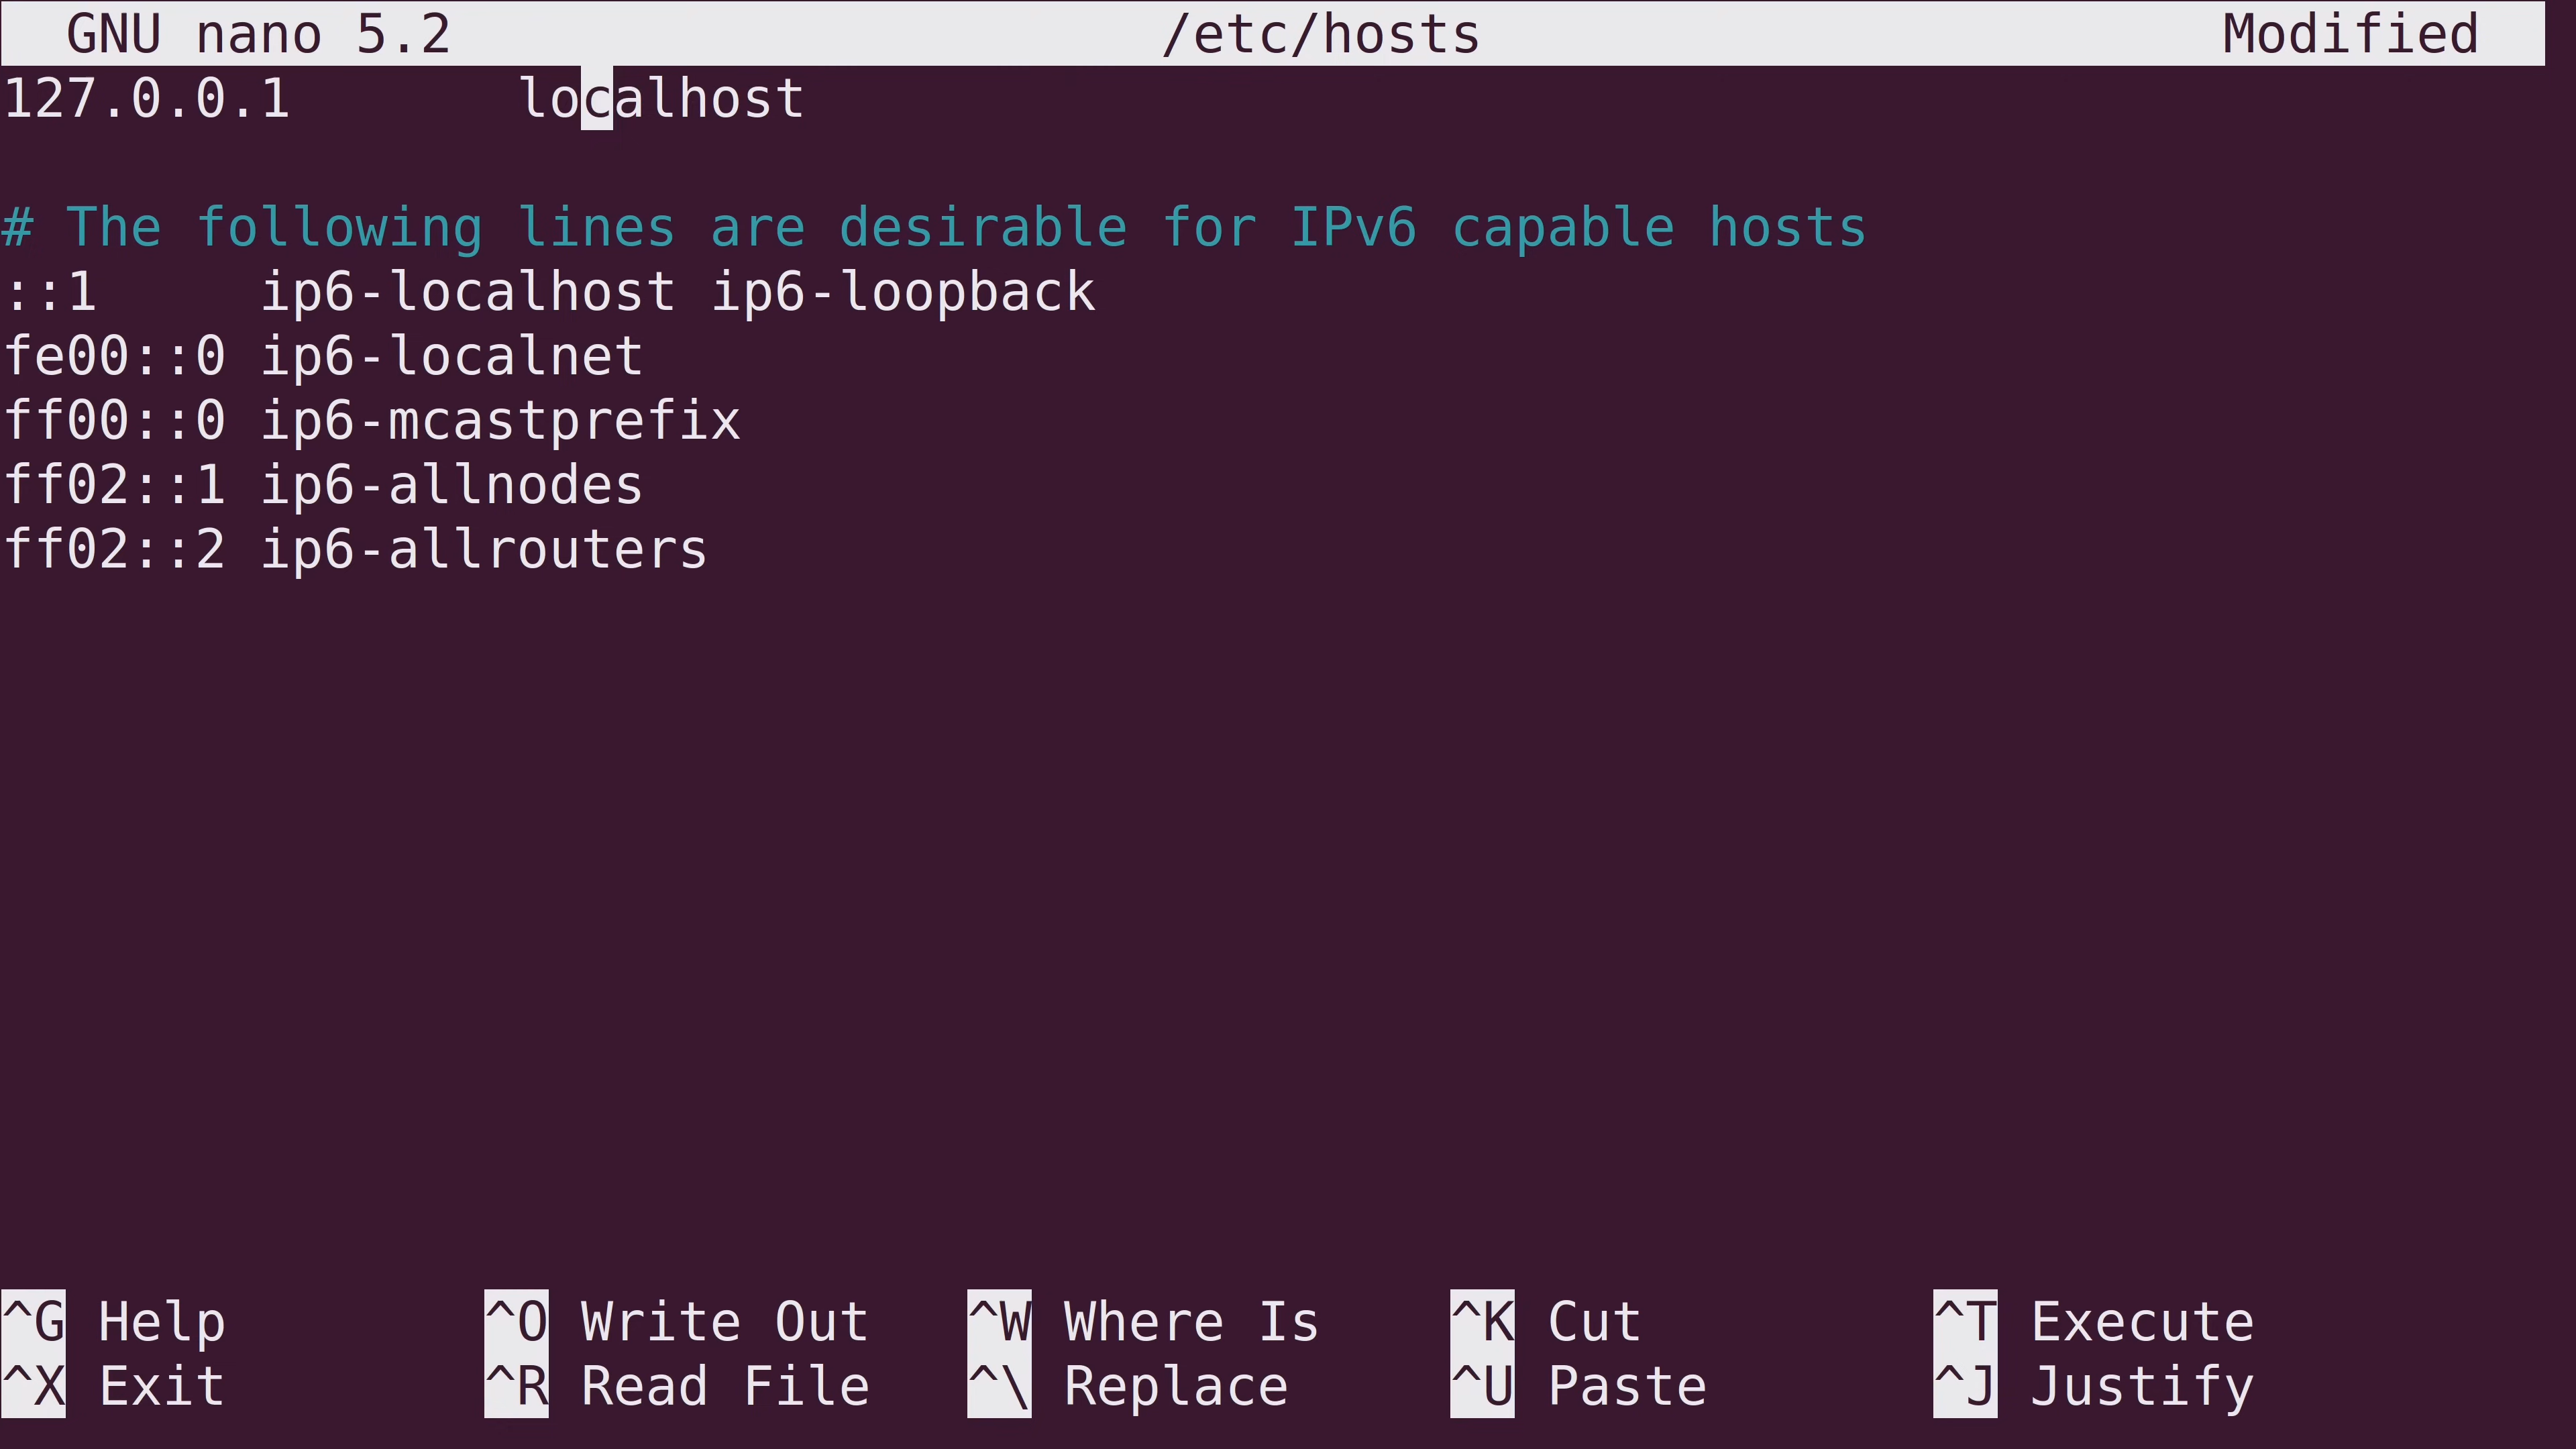 GNU nano 5.2 /etc/hosts Modified
127.0.0.1 localhost
# The following lines are desirable for IPv6 capable hosts
::1 ip6-localhost ip6-loopback
fe00::0 ip6-localnet
ff00::0 ip6-mcastprefix
ff02::1 ip6-allnodes
ff02::2 ip6-allrouters
^G Help ^O Write Out ^W Where Is ^K Cut ^T Execute
^X Exit ^R Read File ^\ Replace ^U Paste ^J Justify